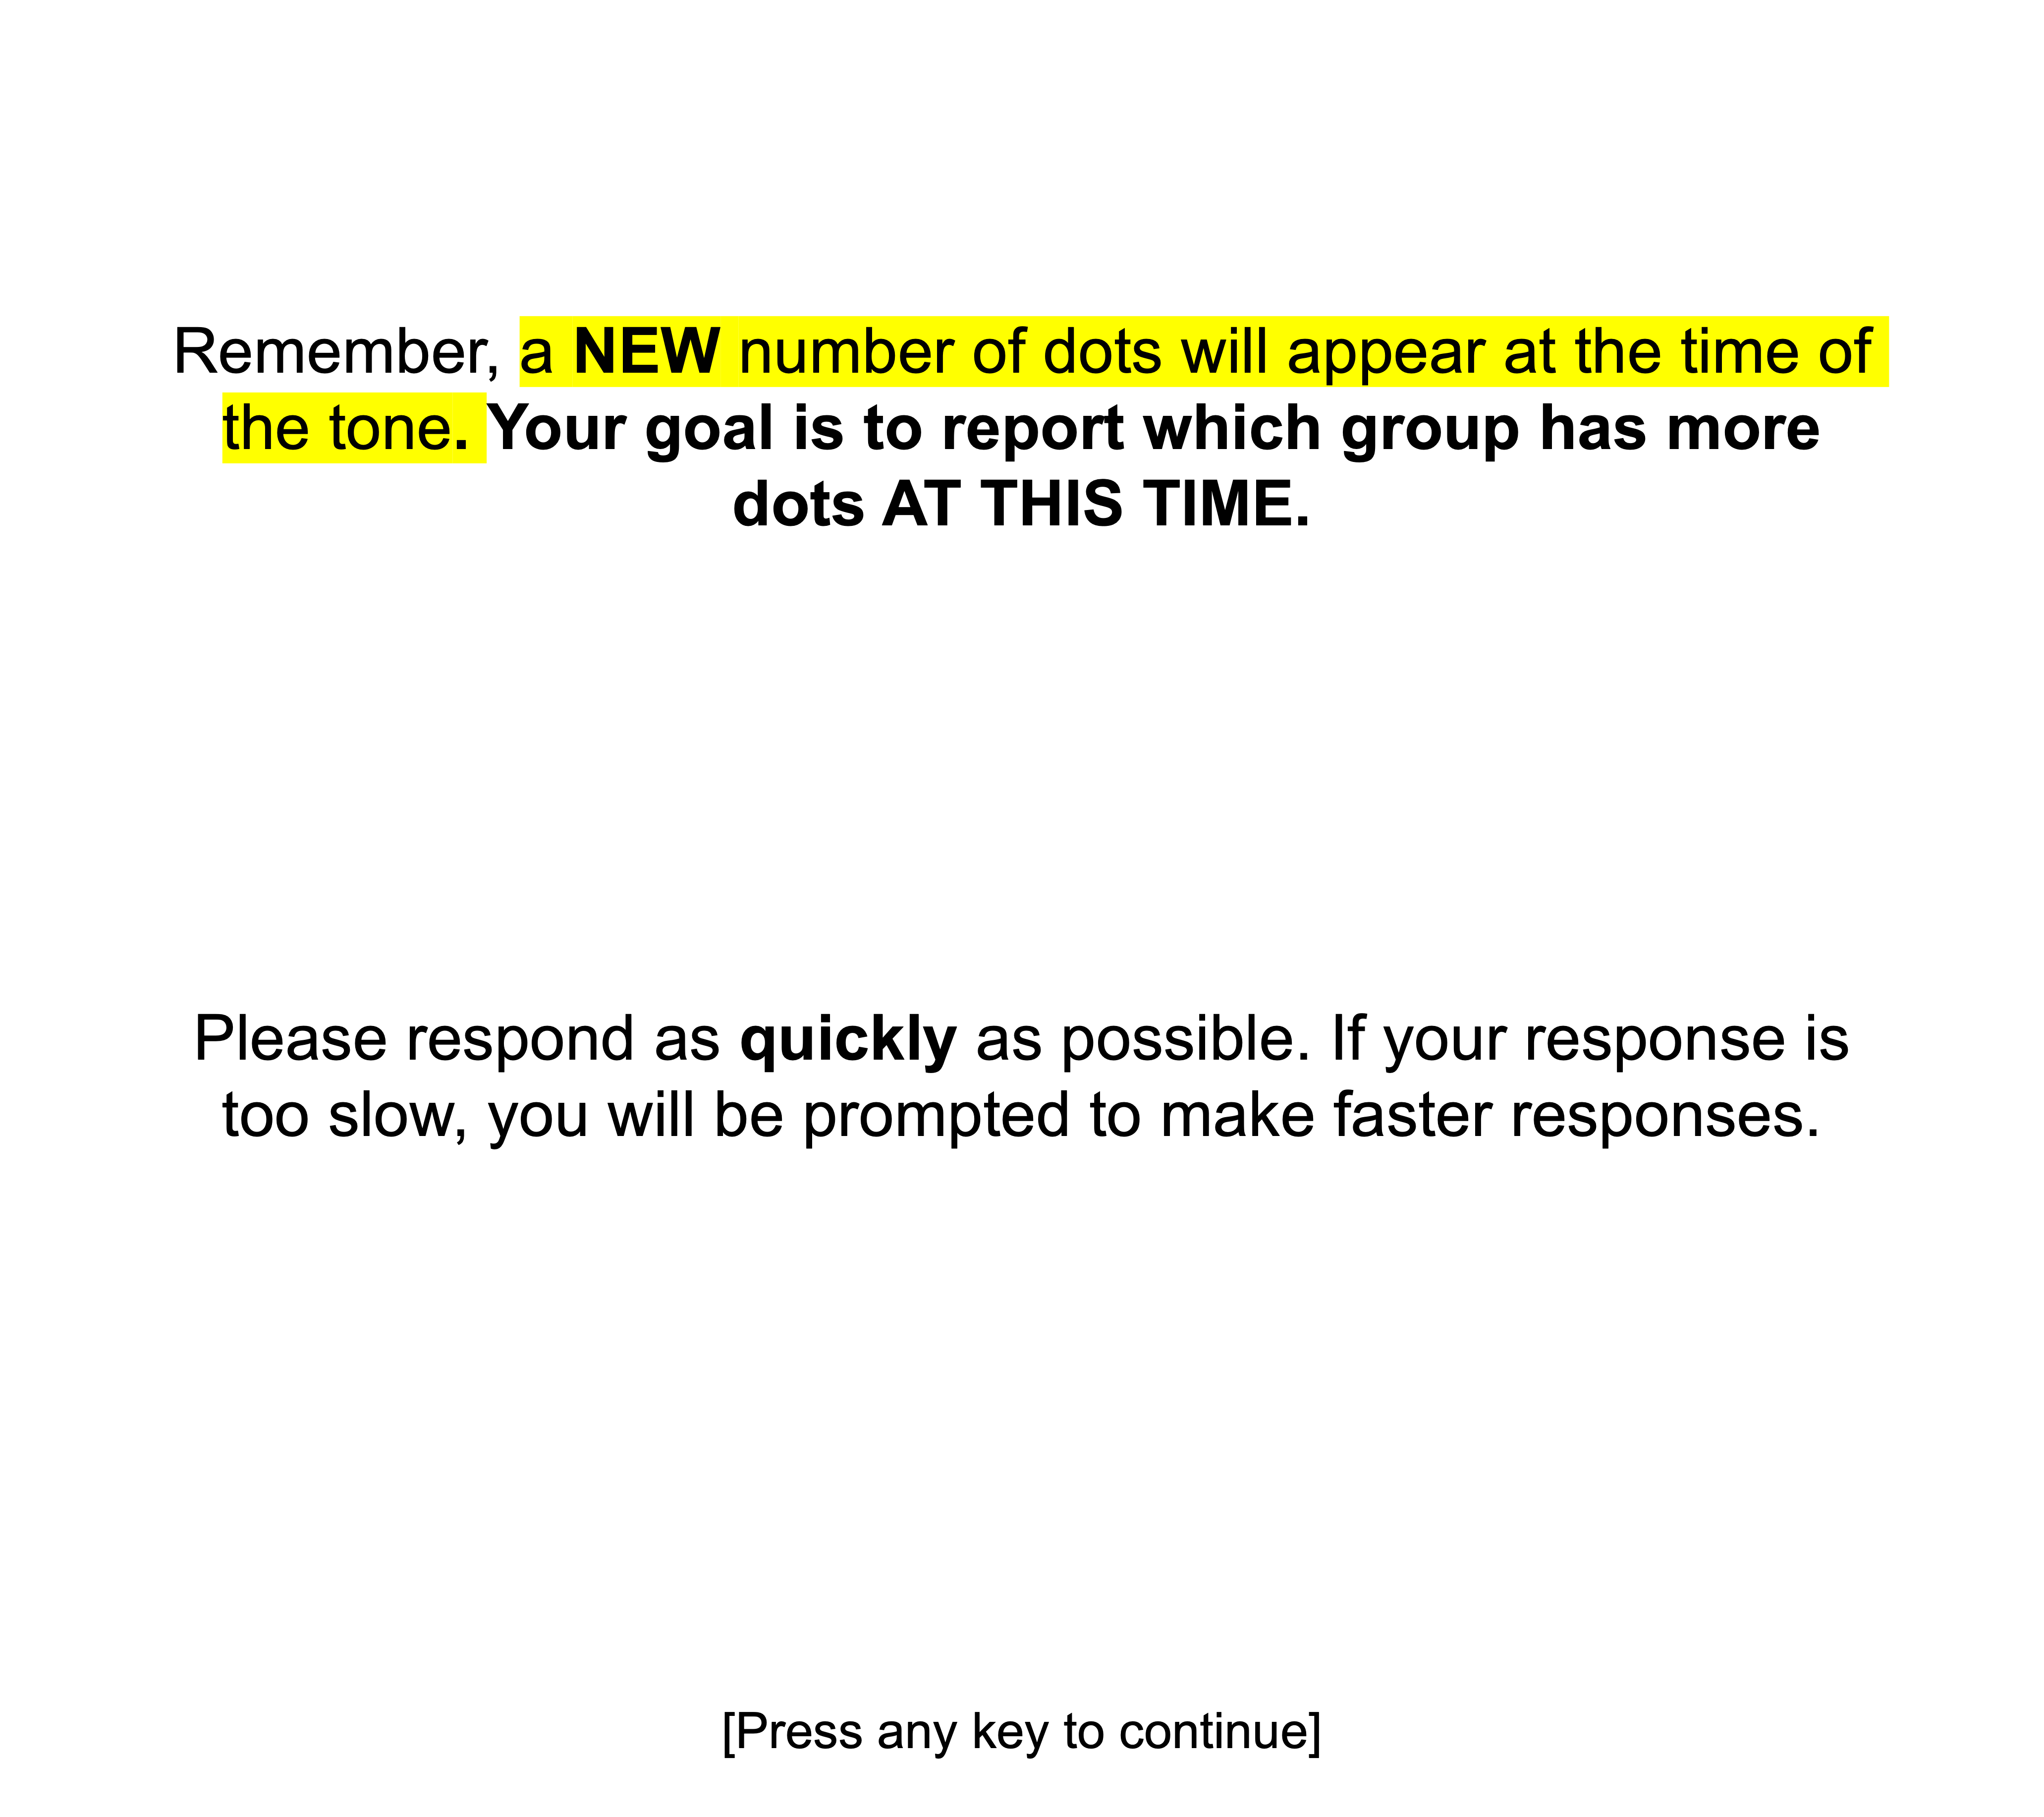 Remember, a NEW number of dots will appear at the time of
the tone. Your goal is to report which group has more
dots AT THIS TIME.
Please respond as quickly as possible. If your response is
too slow, you will be prompted to make faster responses.
[Press any key to continue]